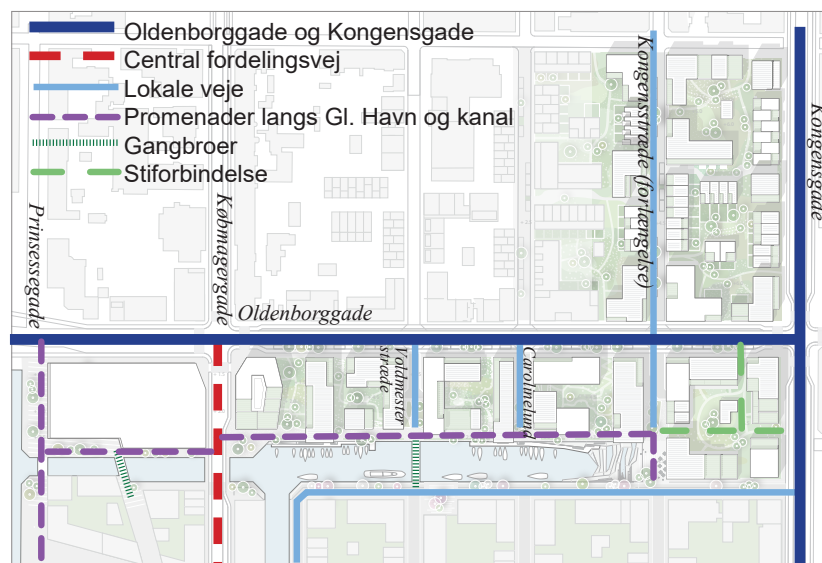 Oldenborggade og Kongensgade
Central fordelingsvej
Lokale veje
Promenader langs Gl. Havn og kanal
Gangbroer
Stiforbindelse
Prinsessegade
Købmagergade
Oldenborggade
Kongensstræde (forlængelse)
Kongensgade
Voldmester
stræde
Carolinelund